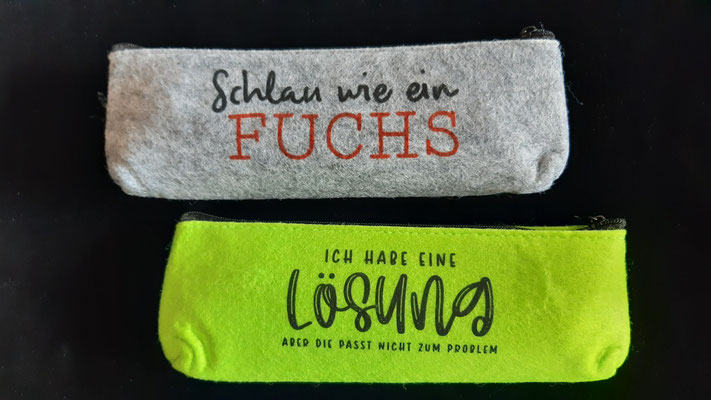 Schlau wie ein
FUCHS
ICH HABE EINE
LÖSUNG
ABER DIE PASST NICHT ZUM PROBLEM